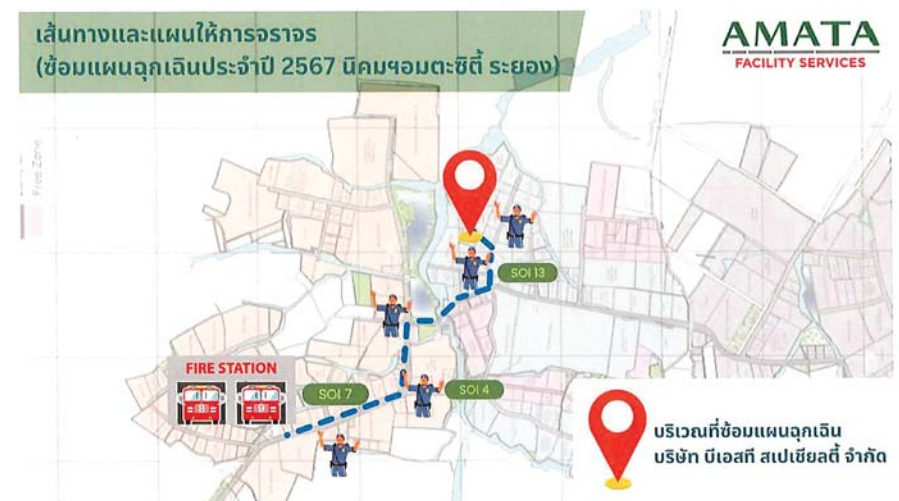 เส้นทางและแผนให้การจราจร
(ซ้อมแผนฉุกเฉินประจำปี 2567 นิคมฯอมตะซิตี้ ระยอง)
AMATA
FACILITY SERVICES
Free Zone
SOI 13
FIRE STATION
SOI 7
SOI 4
บริเวณที่ซ้อมแผนฉุกเฉิน
บริษัท บีเอสที สเปเชียลตี้ จำกัด